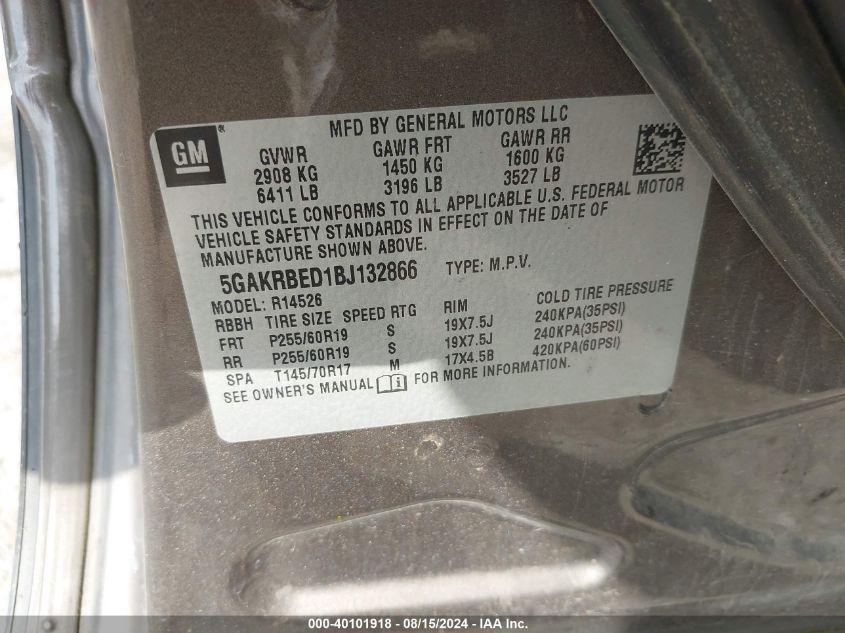 MFD BY GENERAL MOTORS LLC
GM ®
GVWR GAWR FRT GAWR RR
2908 KG 1450 KG 1600 KG
6411 LB 3196 LB 3527 LB
THIS VEHICLE CONFORMS TO ALL APPLICABLE U.S. FEDERAL MOTOR
VEHICLE SAFETY STANDARDS IN EFFECT ON THE DATE OF
MANUFACTURE SHOWN ABOVE.
5GAKRBED1BJ132866 TYPE: M.P.V.
MODEL: R14526
RBBH TIRE SIZE SPEED RTG RIM COLD TIRE PRESSURE
FRT P255/60R19 S 19X7.5J 240KPA(35PSI)
RR P255/60R19 S 19X7.5J 240KPA(35PSI)
SPA T145/70R17 M 17X4.5B 420KPA(60PSI)
SEE OWNER'S MANUAL i FOR MORE INFORMATION.
000-40101918 - 08/15/2024 - IAA Inc.